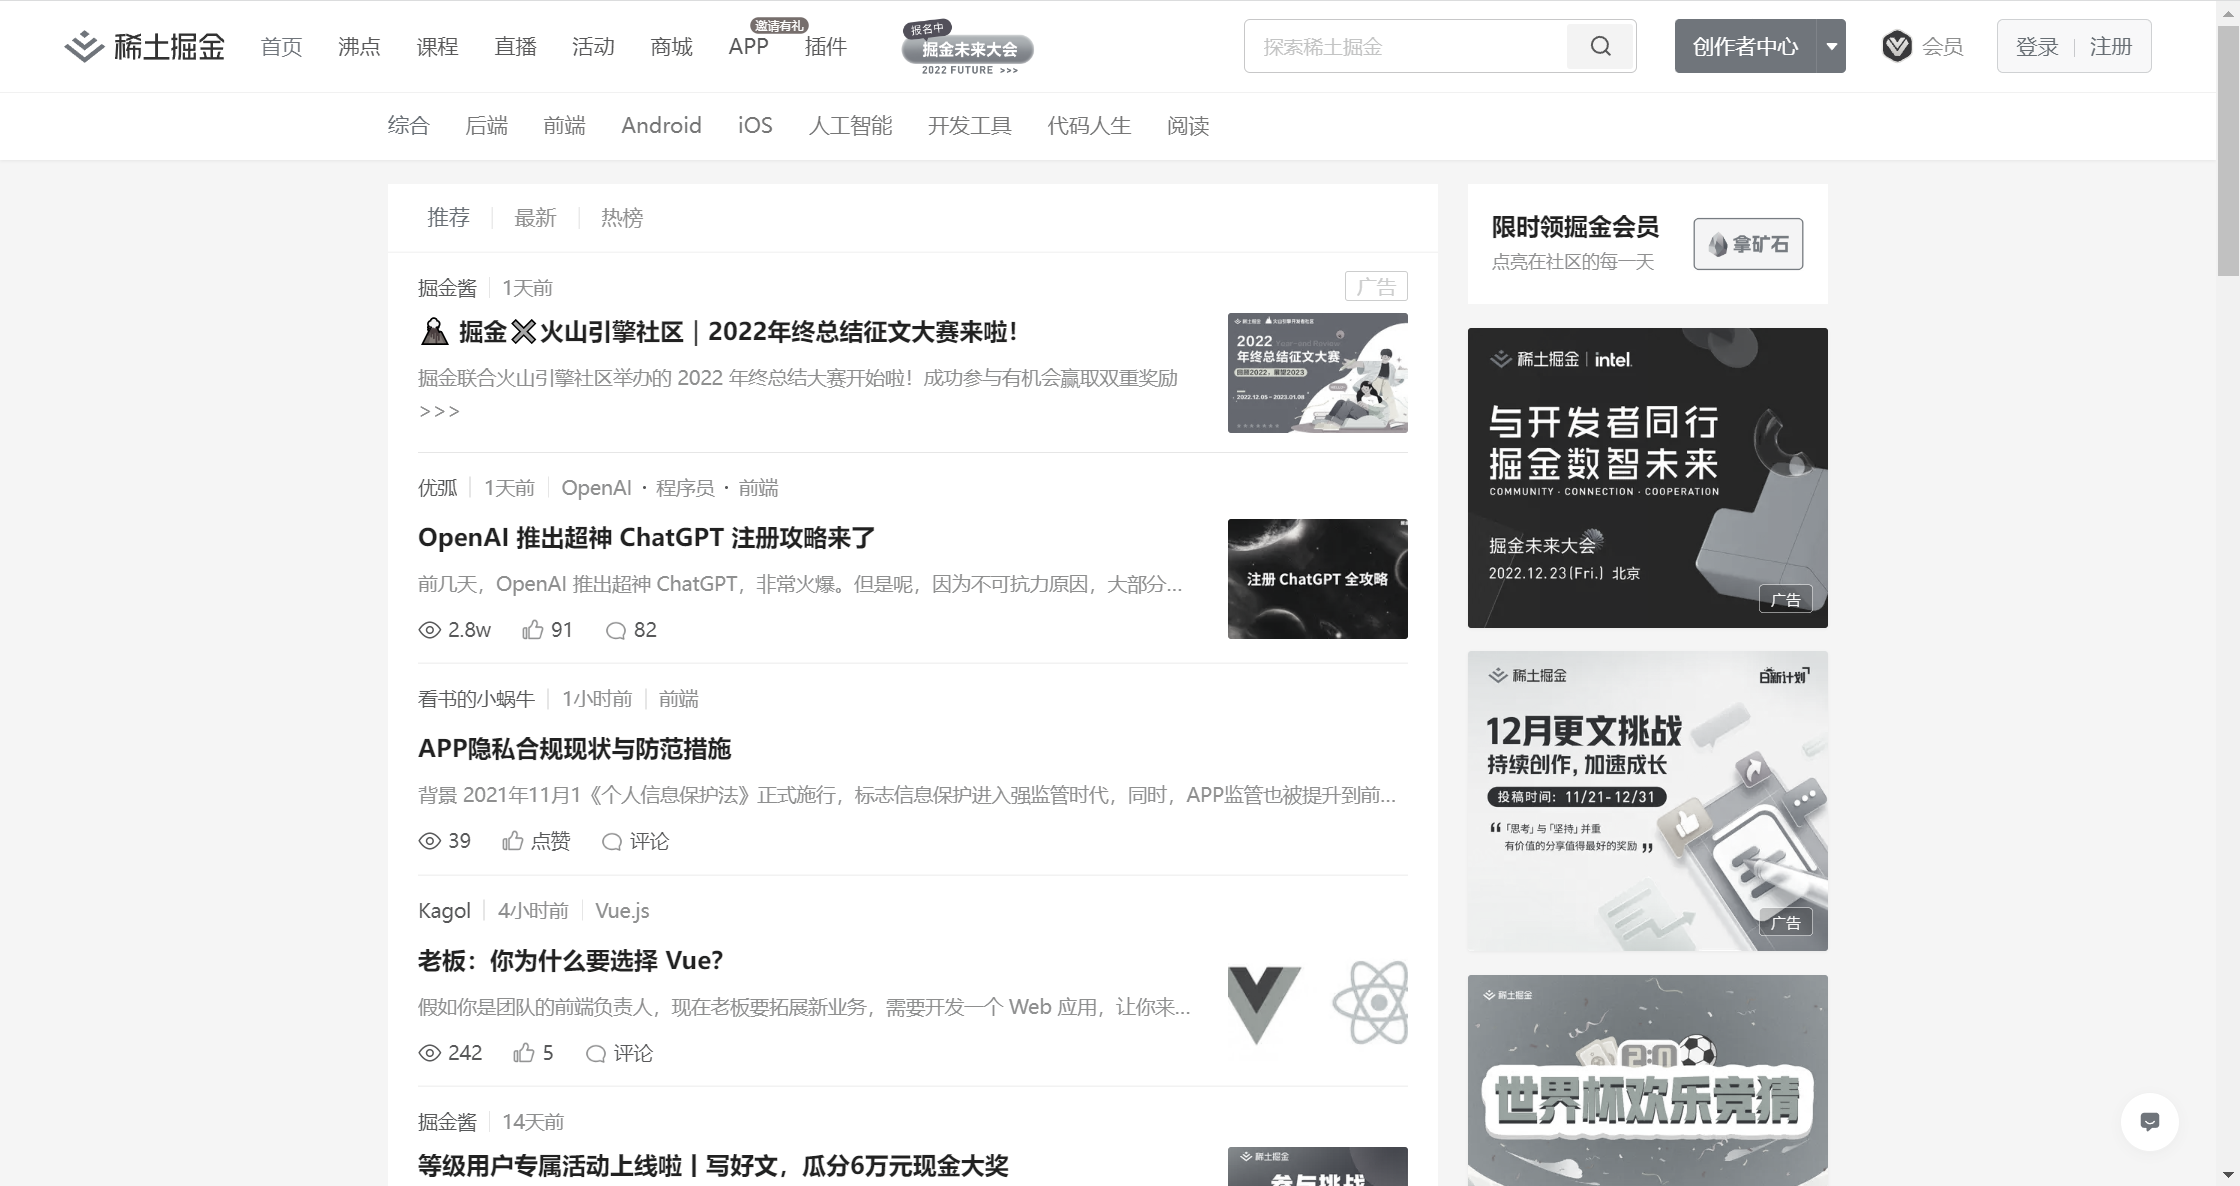 稀土掘金
首页 沸点 课程 直播 活动 商城 APP 插件
邀请有礼
报名中
掘金未来大会
2022 FUTURE >>>
探索稀土掘金
创作者中心
会员
登录 注册
综合 后端 前端 Android iOS 人工智能 开发工具 代码人生 阅读
推荐 最新 热榜
掘金酱 1天前
广告
掘金❌火山引擎社区 | 2022年终总结征文大赛来啦！
掘金联合火山引擎社区举办的 2022 年终总结大赛开始啦！成功参与有机会赢取双重奖励
>>>
稀土掘金 火山引擎开发者社区
2022
年终总结征文大赛
回顾2022，展望2023
2022.12.05 - 2023.01.08
优弧 1天前 OpenAI · 程序员 · 前端
OpenAI 推出超神 ChatGPT 注册攻略来了
前几天，OpenAI 推出超神 ChatGPT，非常火爆。但是呢，因为不可抗力原因，大部分...
2.8w 91 82
注册 ChatGPT 全攻略
看书的小蜗牛 1小时前 前端
APP隐私合规现状与防范措施
背景 2021年11月1《个人信息保护法》正式施行，标志信息保护进入强监管时代，同时，APP监管也被提升到前...
39 点赞 评论
Kagol 4小时前 Vue.js
老板：你为什么要选择 Vue？
假如你是团队的前端负责人，现在老板要拓展新业务，需要开发一个 Web 应用，让你来...
242 5 评论
掘金酱 14天前
等级用户专属活动上线啦 | 写好文，瓜分6万元现金大奖
稀土掘金
参与挑战
限时领掘金会员
点亮在社区的每一天
拿矿石
稀土掘金 | intel.
与开发者同行
掘金数智未来
COMMUNITY · CONNECTION · COOPERATION
掘金未来大会
2022.12.23(Fri.) 北京
广告
稀土掘金
日新计划
12月更文挑战
持续创作，加速成长
投稿时间：11/21-12/31
“「思考」与「坚持」并重
有价值的分享值得最好的奖励”
广告
稀土掘金
2:0
世界杯欢乐竞猜